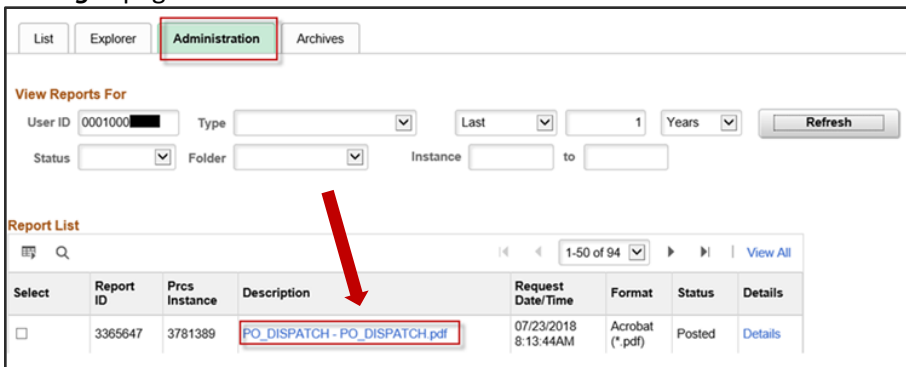 List Explorer Administration Archives
View Reports For
User ID 0001000 Type Last 1 Years Refresh
Status Folder Instance to
Report List
1-50 of 94 View All
Select Report ID Prcs Instance Description Request Date/Time Format Status Details
3365647 3781389 PO_DISPATCH - PO_DISPATCH.pdf 07/23/2018 8:13:44AM Acrobat (*.pdf) Posted Details